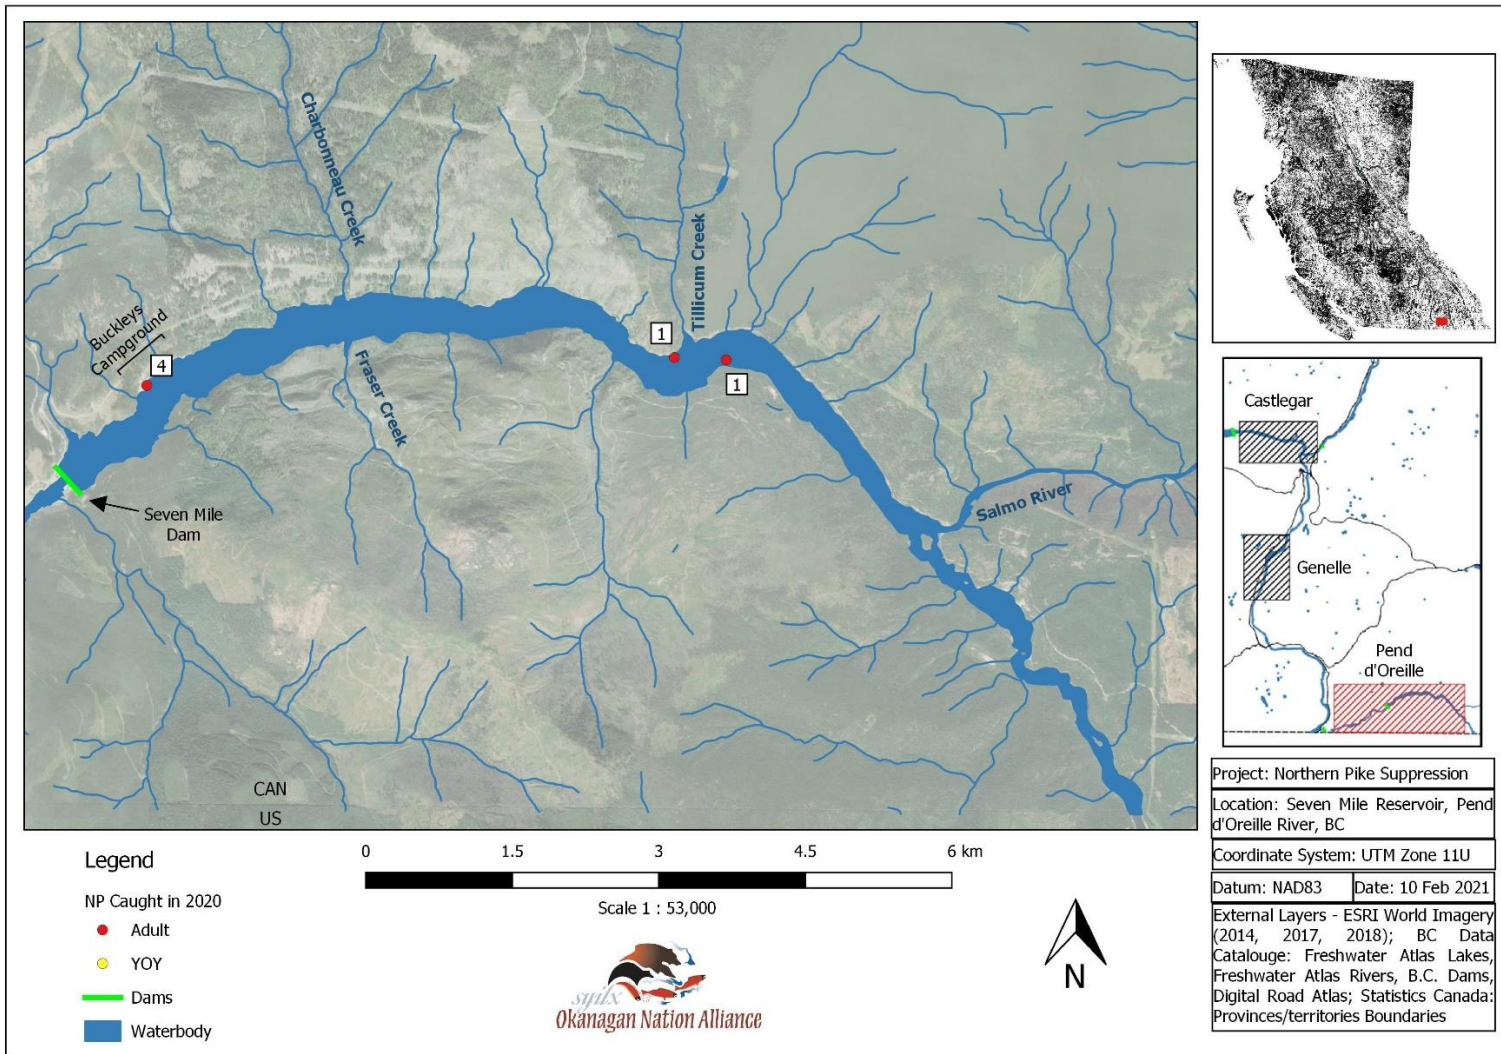 Charbonneau Creek
Tillicum Creek
Buckleys
Campground
4
1
1
Fraser Creek
Salmo River
Seven Mile
Dam
CAN
US
Castlegar
Genelle
Pend
d'Oreille
Legend
NP Caught in 2020
Adult
YOY
Dams
Waterbody
0 1.5 3 4.5 6 km
Scale 1 : 53,000
syilx
Okanagan Nation Alliance
N
Project: Northern Pike Suppression
Location: Seven Mile Reservoir, Pend
d'Oreille River, BC
Coordinate System: UTM Zone 11U
Datum: NAD83 Date: 10 Feb 2021
External Layers - ESRI World Imagery
(2014, 2017, 2018); BC Data
Catalouge: Freshwater Atlas Lakes,
Freshwater Atlas Rivers, B.C. Dams,
Digital Road Atlas; Statistics Canada:
Provinces/territories Boundaries